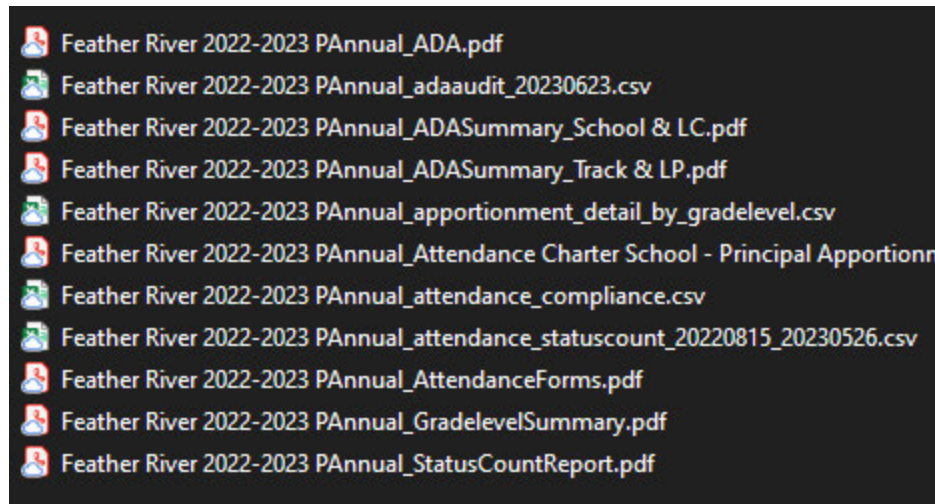 Feather River 2022-2023 PAnnual_ADA.pdf
Feather River 2022-2023 PAnnual_adaaudit_20230623.csv
Feather River 2022-2023 PAnnual_ADASummary_School & LC.pdf
Feather River 2022-2023 PAnnual_ADASummary_Track & LP.pdf
Feather River 2022-2023 PAnnual_apportionment_detail_by_gradelevel.csv
Feather River 2022-2023 PAnnual_Attendance Charter School - Principal Apportionn
Feather River 2022-2023 PAnnual_attendance_compliance.csv
Feather River 2022-2023 PAnnual_attendance_statuscount_20220815_20230526.csv
Feather River 2022-2023 PAnnual_AttendanceForms.pdf
Feather River 2022-2023 PAnnual_GradelevelSummary.pdf
Feather River 2022-2023 PAnnual_StatusCountReport.pdf